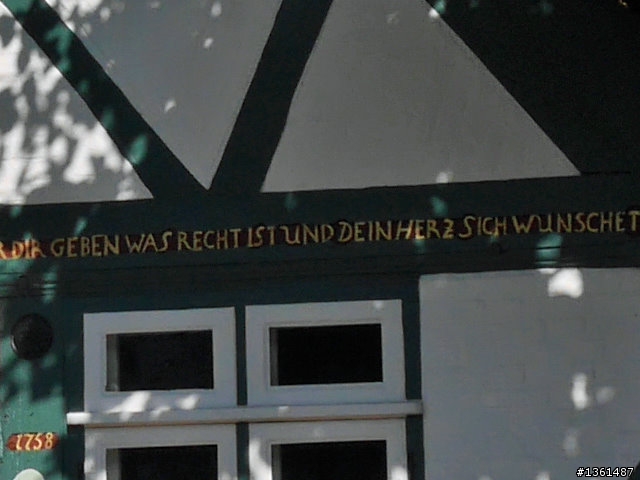 R DIR GEBEN WAS RECHT IST UND DEIN HERZ SICH WUNSCHET
1758
#1361487